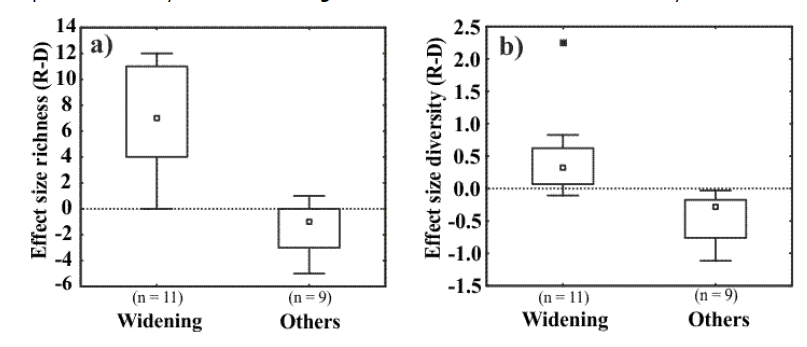 a)
Effect size richness (R-D)
14
12
10
8
6
4
2
0
-2
-4
-6
(n = 11)
(n = 9)
Widening
Others
b)
Effect size diversity (R-D)
2.5
2.0
1.5
1.0
0.5
0.0
-0.5
-1.0
-1.5
(n = 11)
(n = 9)
Widening
Others